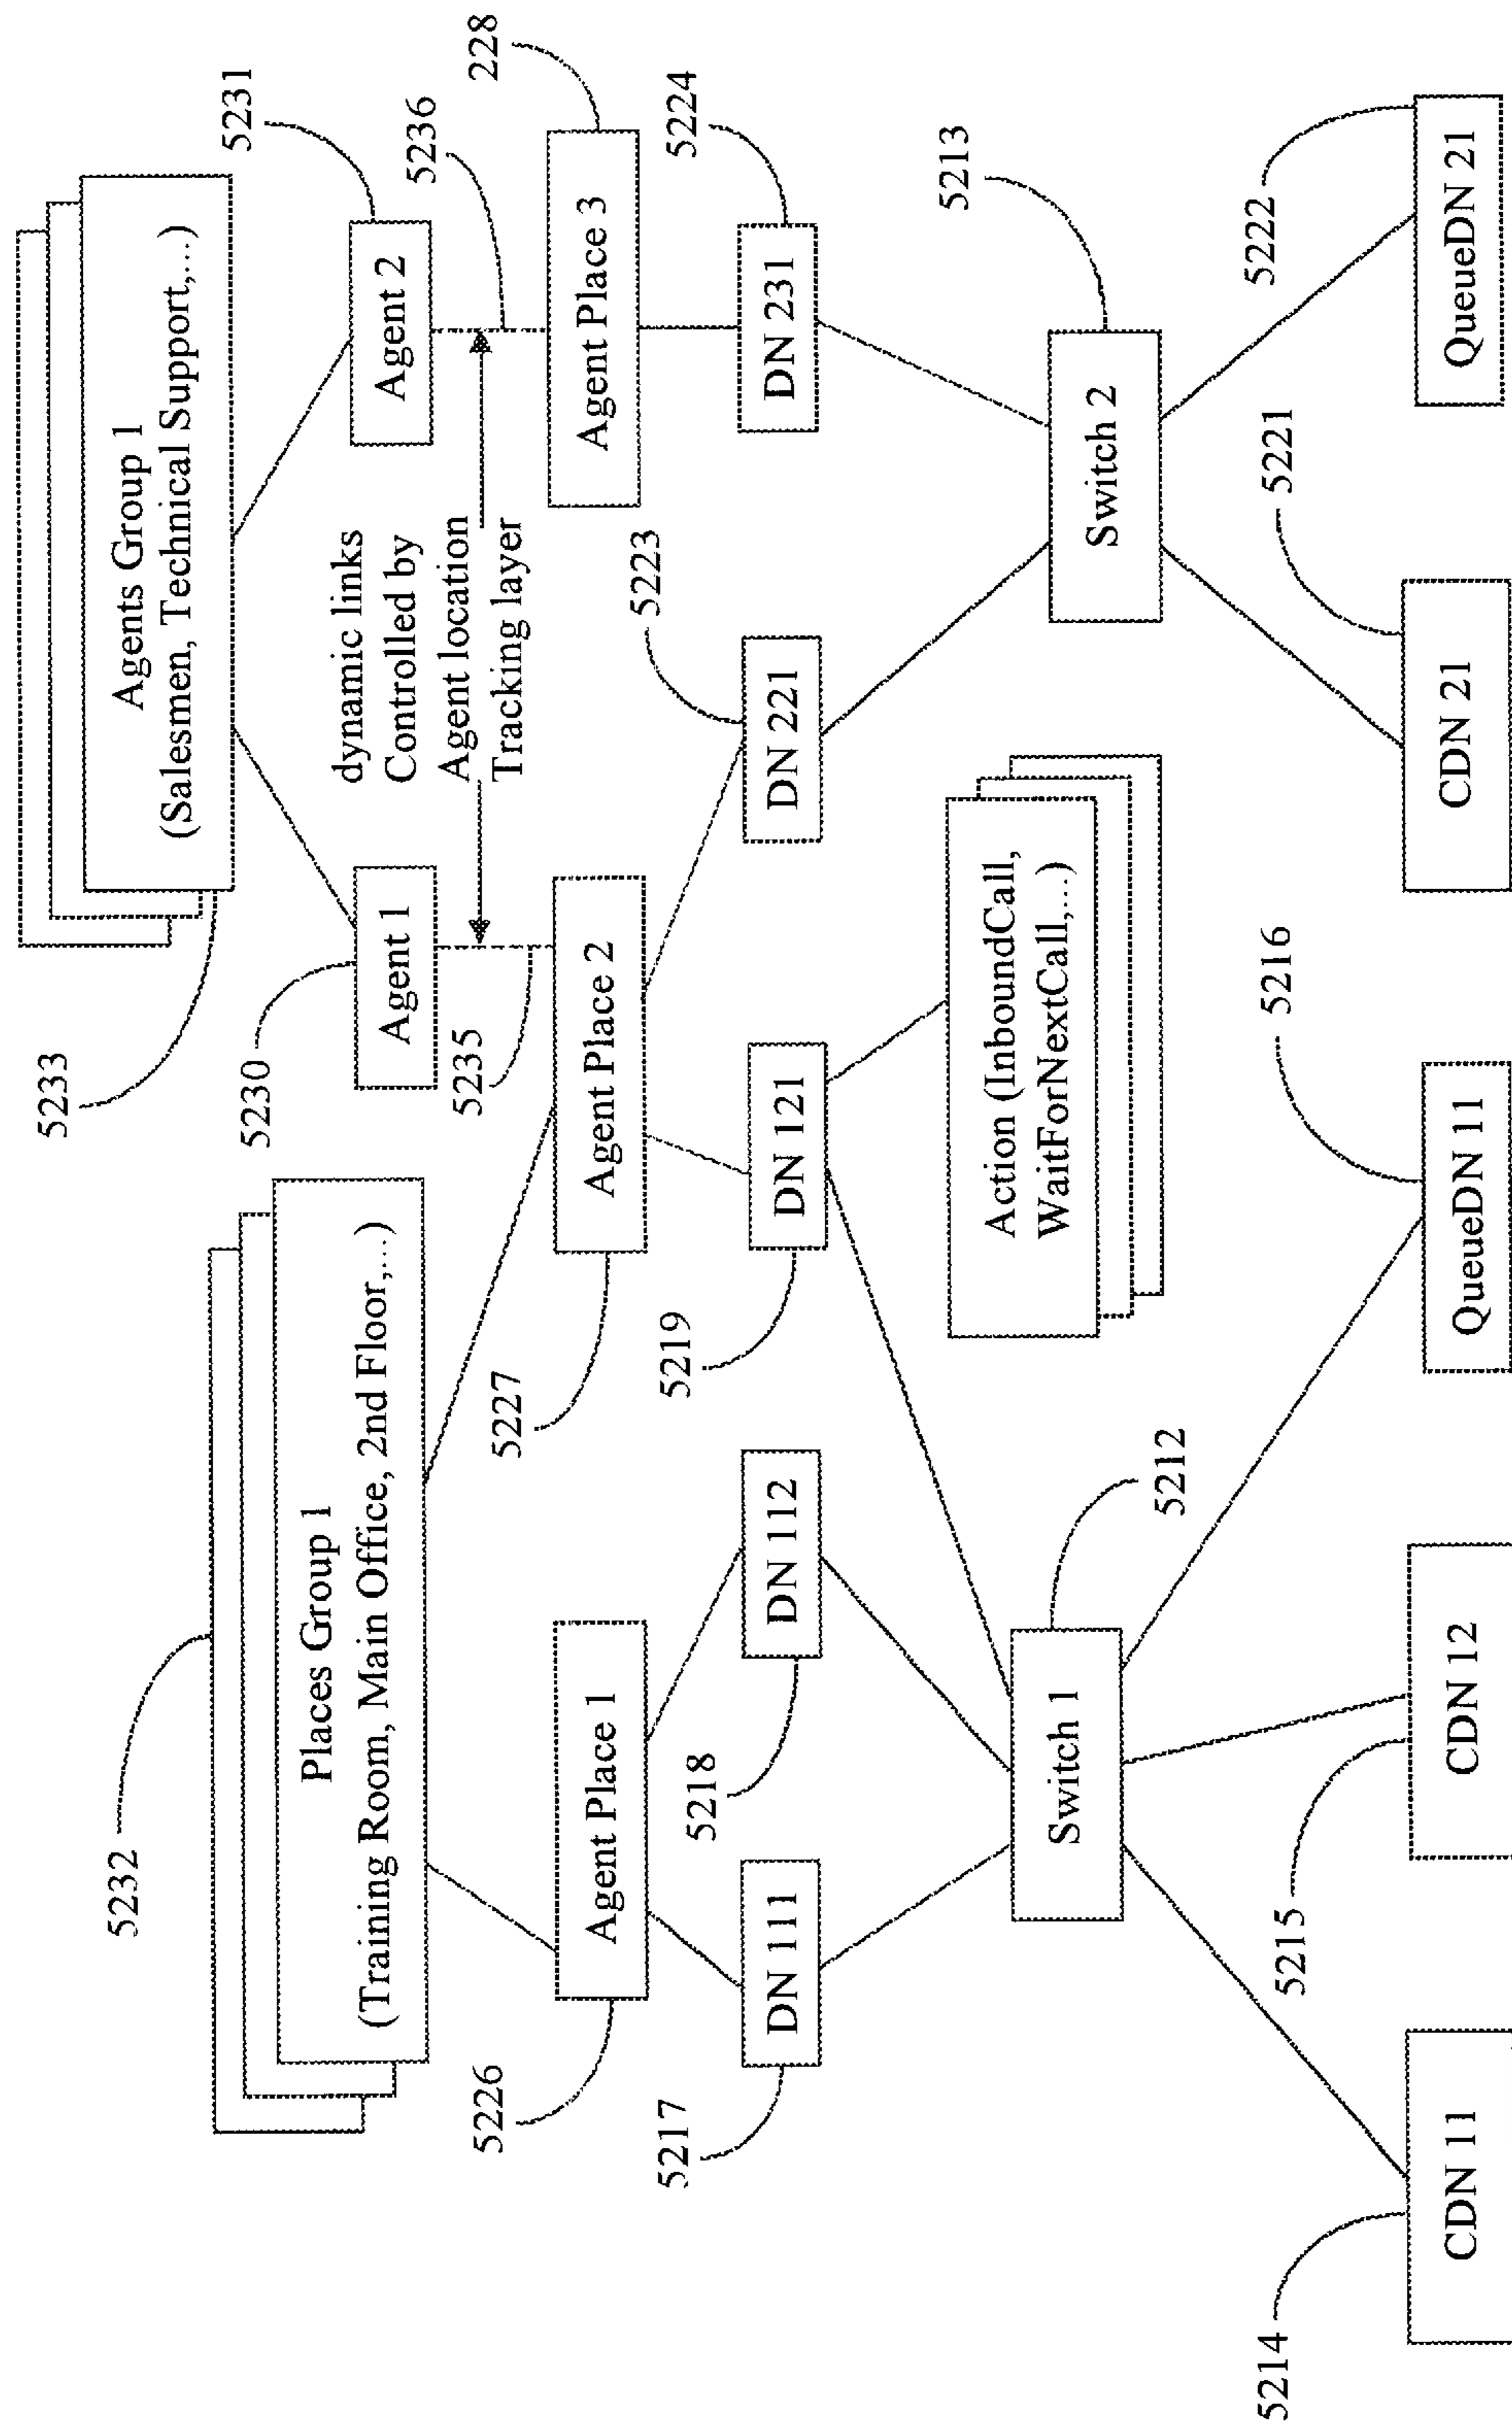 5233
5232
Agents Group 1
(Salesmen, Technical Support,...)
Places Group 1
(Training Room, Main Office, 2nd Floor,...)
5230
Agent 1
dynamic links
Controlled by
Agent location
Tracking layer
Agent 2
5231
5235
5236
5226
Agent Place 1
5227
Agent Place 2
Agent Place 3
228
5217
DN 111
5218
DN 112
5219
DN 121
DN 221
5223
DN 231
5224
Action (InboundCall,
WaitForNextCall,...)
Switch 1
5212
Switch 2
5213
5214
CDN 11
5215
CDN 12
5216
QueueDN 11
5221
CDN 21
5222
QueueDN 21